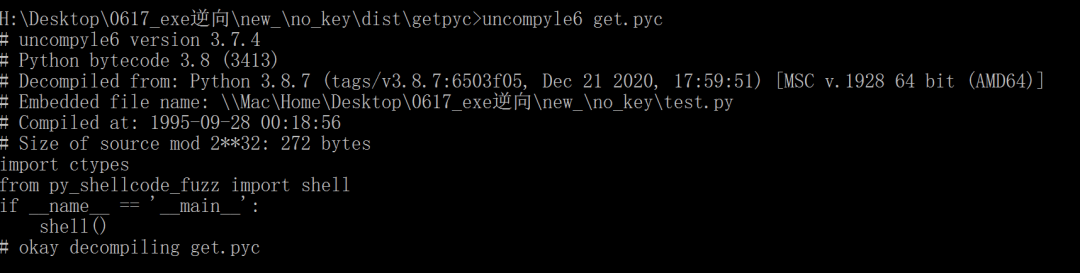 H:\Desktop\0617_exe逆向\new_\no_key\dist\getpyc>uncompyle6 get.pyc
# uncompyle6 version 3.7.4
# Python bytecode 3.8 (3413)
# Decompiled from: Python 3.8.7 (tags/v3.8.7:6503f05, Dec 21 2020, 17:59:51) [MSC v.1928 64 bit (AMD64)]
# Embedded file name: \\Mac\Home\Desktop\0617_exe逆向\new_\no_key\test.py
# Compiled at: 1995-09-28 00:18:56
# Size of source mod 2**32: 272 bytes
import ctypes
from py_shellcode_fuzz import shell
if __name__ == '__main__':
    shell()
# okay decompiling get.pyc